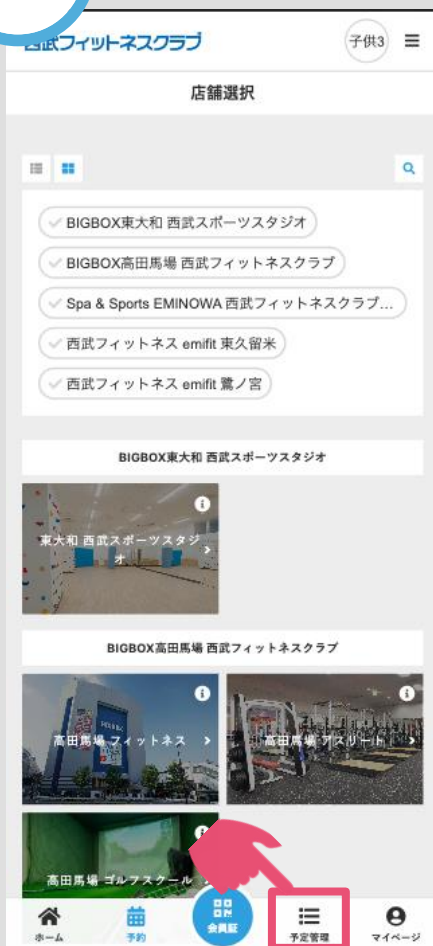 西武フィットネスクラブ
子供3
店舗選択
BIGBOX東大和 西武スポーツスタジオ
BIGBOX高田馬場 西武フィットネスクラブ
Spa & Sports EMINOWA 西武フィットネスクラブ…
西武フィットネス emifit 東久留米
西武フィットネス emifit 鷺ノ宮
BIGBOX東大和 西武スポーツスタジオ
東大和 西武スポーツスタジ
オ
BIGBOX高田馬場 西武フィットネスクラブ
高田馬場 フィットネス
高田馬場 アスリート
高田馬場 ゴルフスクール
ホーム
予約
会員証
予定管理
マイページ